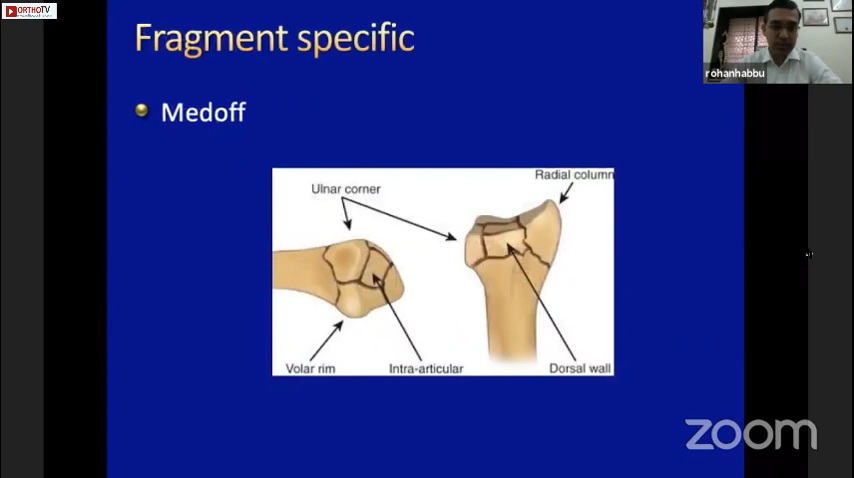 ORTHOTV
Fragment specific
rohanhabbu
Medoff
Radial column
Ulnar corner
Volar rim
Intra-articular
Dorsal wall
zoom